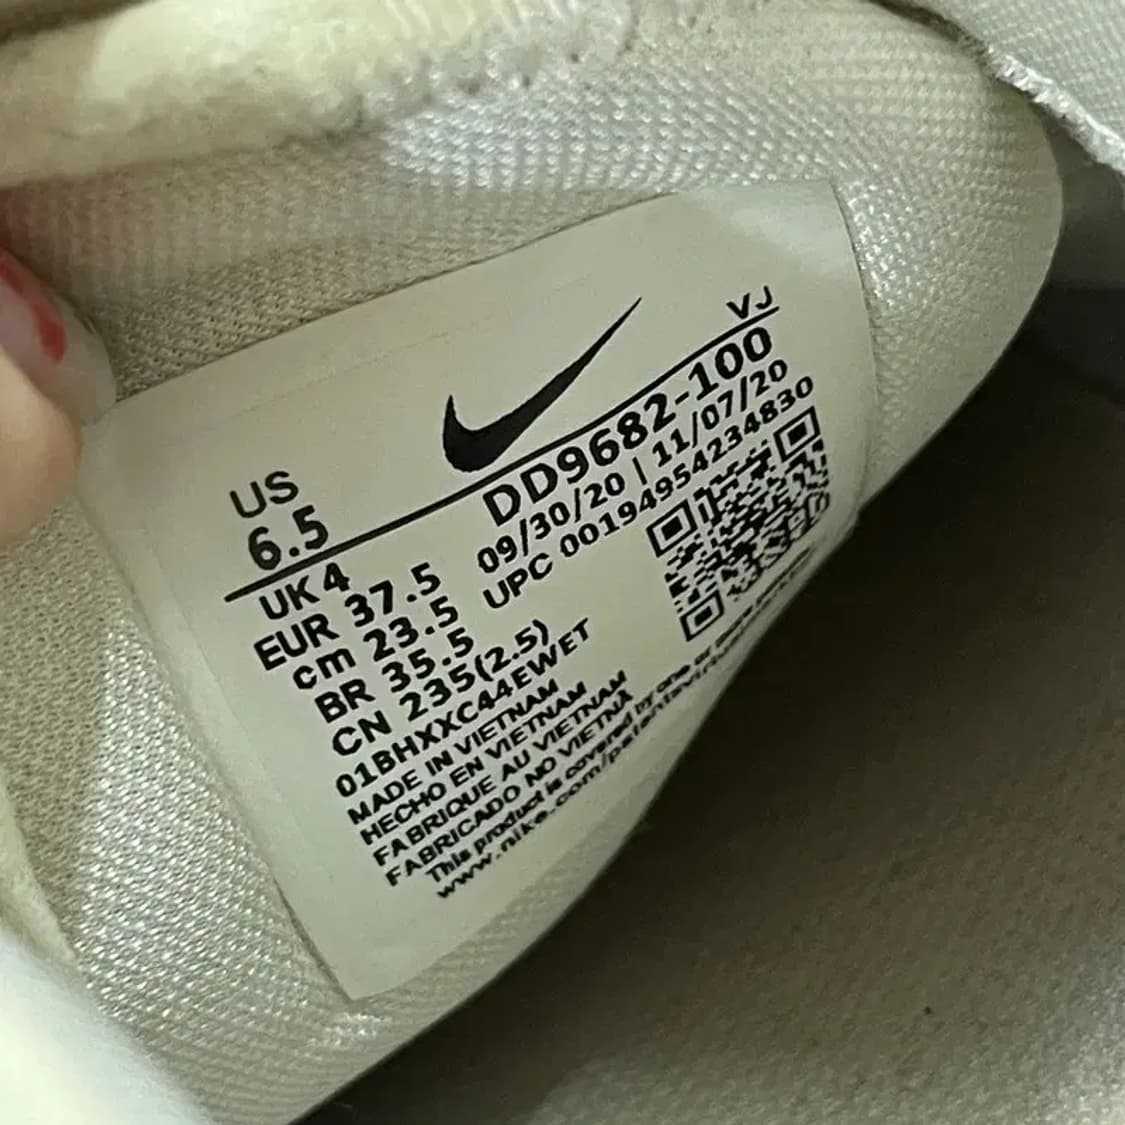 VJ
US
6.5
DD9682-100
09/30/20 | 11/07/20
UPC 00194954234830
UK 4
EUR 37.5
cm 23.5
BR 35.5
CN 235(2.5)
01BHXXC44EWET
MADE IN VIETNAM
HECHO EN VIETNAM
FABRIQUE AU VIETNAM
FABRICADO NO VIETNÃ
This product is covered by one or
www.nike.com/patents